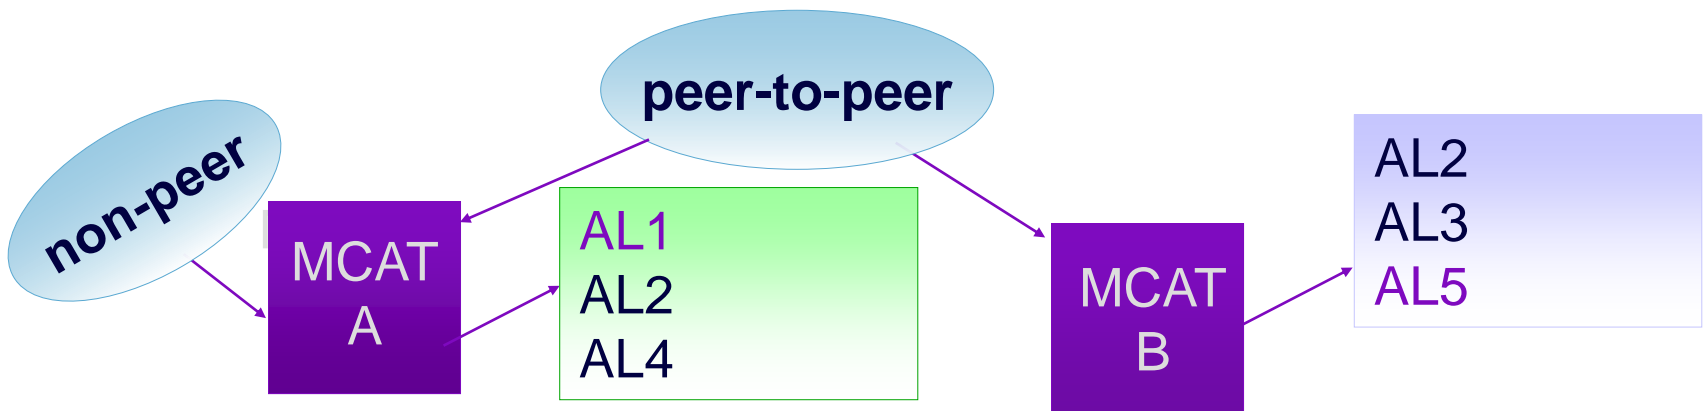 non-peer
peer-to-peer
MCAT
A
AL1
AL2
AL4
MCAT
B
AL2
AL3
AL5